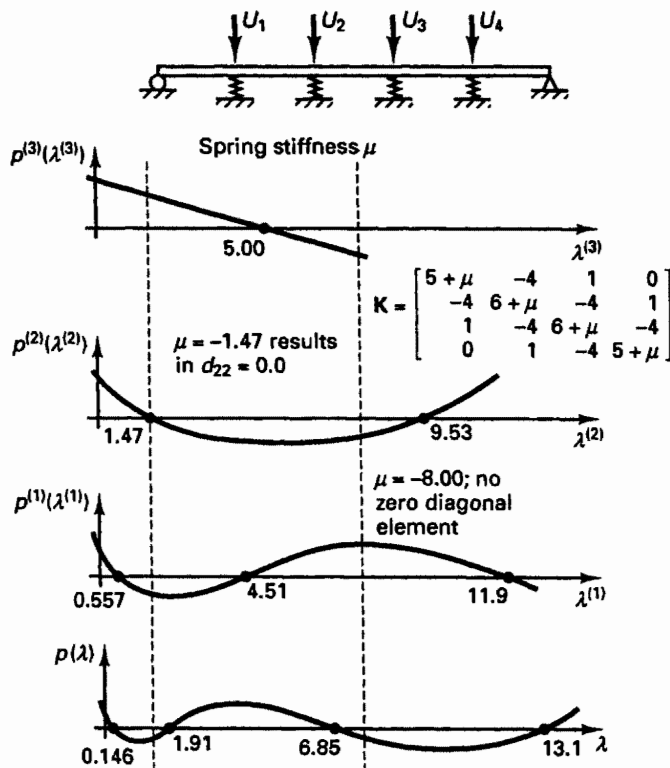 U₁ U₂ U₃ U₄
Spring stiffness μ
p⁽³⁾(λ⁽³⁾)
5.00
λ⁽³⁾
K = [ 5 + μ −4 1 0
−4 6 + μ −4 1
1 −4 6 + μ −4
0 1 −4 5 + μ ]
p⁽²⁾(λ⁽²⁾)
μ = −1.47 results
in d₂₂ = 0.0
1.47
9.53
λ⁽²⁾
p⁽¹⁾(λ⁽¹⁾)
μ = −8.00; no
zero diagonal
element
0.557
4.51
11.9
λ⁽¹⁾
p(λ)
0.146
1.91
6.85
13.1
λ